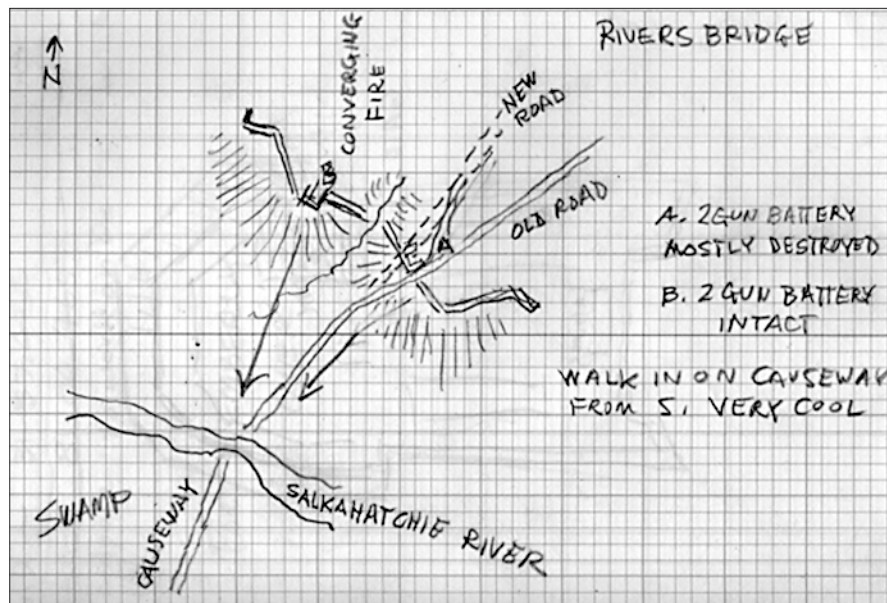 RIVERS BRIDGE
N
CONVERGING
FIRE
NEW
ROAD
OLD ROAD
B
A
A. 2 GUN BATTERY
MOSTLY DESTROYED
B. 2 GUN BATTERY
INTACT
WALK IN ON CAUSEWAY
FROM S. VERY COOL
SWAMP
CAUSEWAY
SALKAHATCHIE RIVER